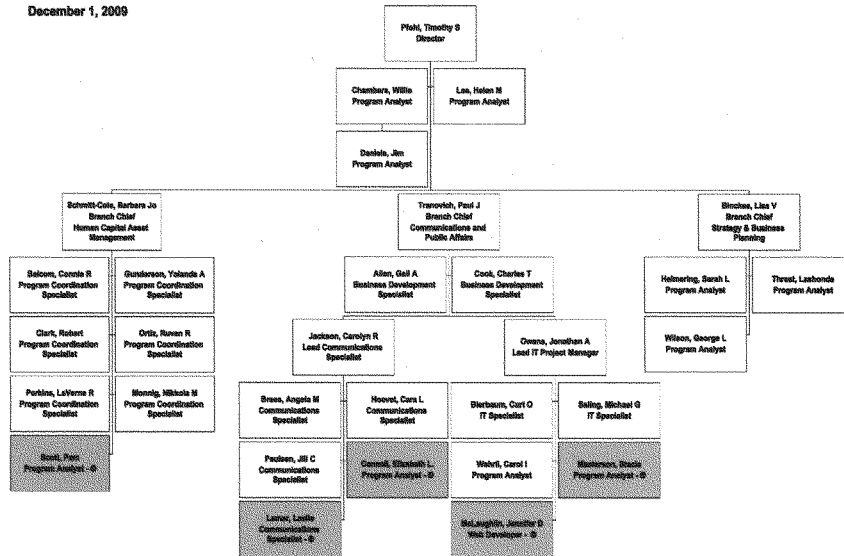 December 1, 2009
Pfohl, Timothy S
Director
Chambers, Willie
Program Analyst
Lee, Helen M
Program Analyst
Daniels, Jim
Program Analyst
Schmitt-Cole, Barbara Jo
Branch Chief
Human Capital Asset
Management
Tranovich, Paul J
Branch Chief
Communications and
Public Affairs
Binckes, Lisa V
Branch Chief
Strategy & Business
Planning
Balcom, Connie R
Program Coordination
Specialist
Gunderson, Yolanda A
Program Coordination
Specialist
Clark, Robert
Program Coordination
Specialist
Ortiz, Ruven R
Program Coordination
Specialist
Perkins, LaVerne R
Program Coordination
Specialist
Monnig, Nikkole M
Program Coordination
Specialist
Scott, Pam
Program Analyst - D
Allen, Gail A
Business Development
Specialist
Cook, Charles T
Business Development
Specialist
Jackson, Carolyn R
Lead Communications
Specialist
Owens, Jonathan A
Lead IT Project Manager
Brees, Angela M
Communications
Specialist
Hoovet, Cara L
Communications
Specialist
Paulsen, Jill C
Communications
Specialist
Elizabeth L.
Program Analyst - D
Lamar, Leslie
Communications
Specialist - D
Bierbaum, Curt O
IT Specialist
Saling, Michael G
IT Specialist
Wehrli, Carol I
Program Analyst
Masterson, Stacie
Program Analyst - D
McLaughlin, Jennifer D
Web Developer - D
Helmering, Sarah L
Program Analyst
Thrast, Lashonda
Program Analyst
Wilson, George L
Program Analyst